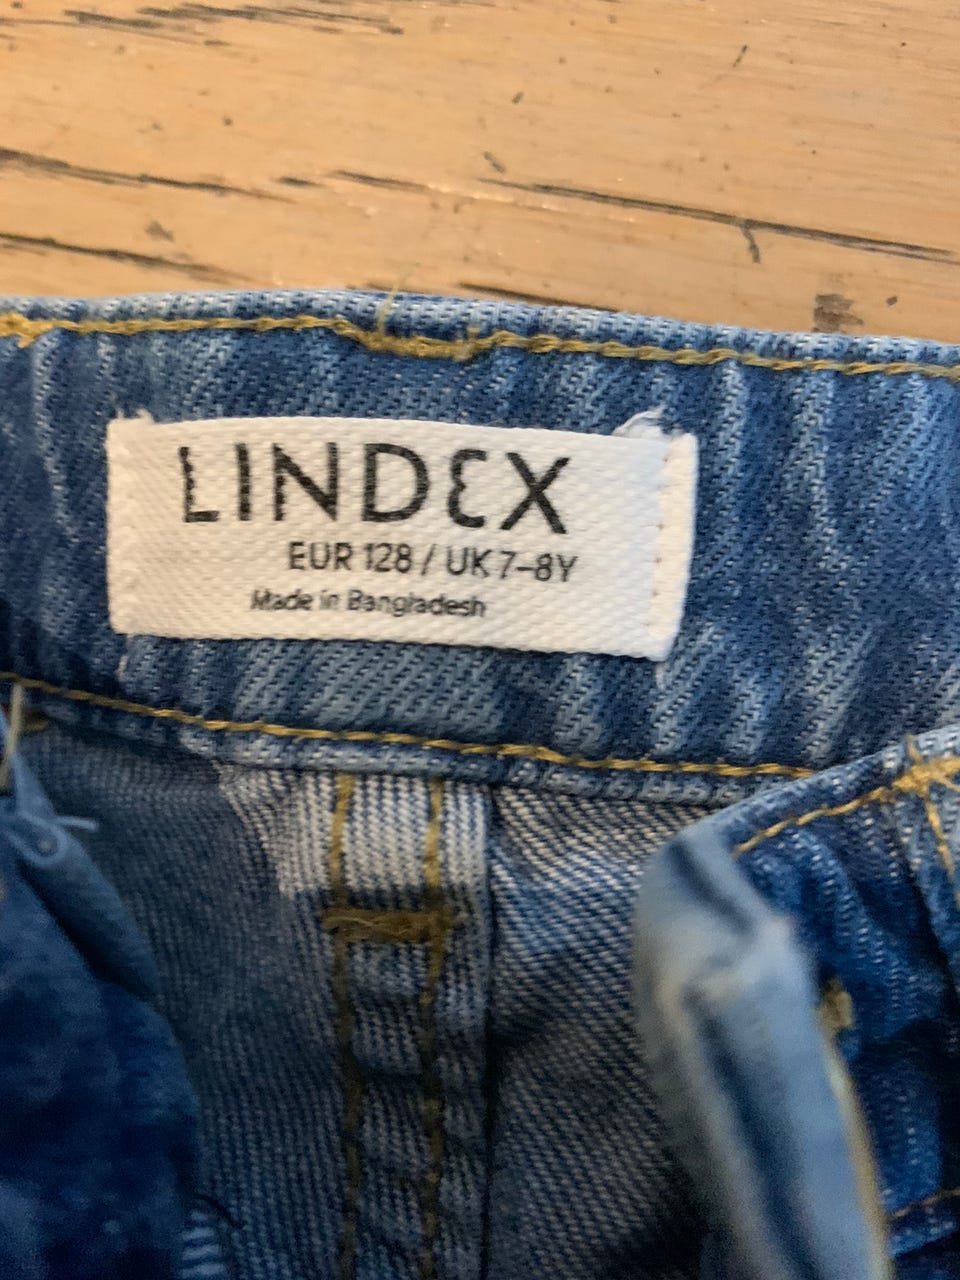 LINDEX
EUR 128 / UK 7–8Y
Made in Bangladesh